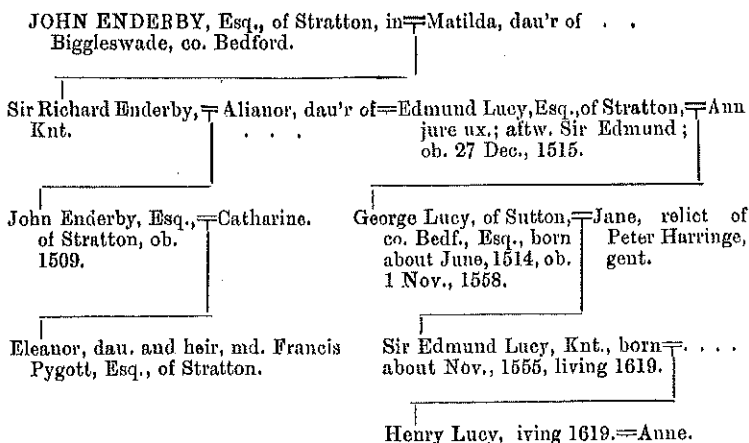 JOHN ENDERBY, Esq., of Stratton, in=Matilda, dau'r of . .
Biggleswade, co. Bedford.
Sir Richard Enderby,=Alianor, dau'r of=Edmund Lucy, Esq., of Stratton,=Ann
Knt.
. . .
jure ux.; aftw. Sir Edmund;
ob. 27 Dec., 1515.
John Enderby, Esq.,=Catharine.
of Stratton, ob.
1509.
George Lucy, of Sutton,=Jane, relict of
co. Bedf., Esq., born
about June, 1514, ob.
1 Nov., 1558.
Peter Harringe,
gent.
Eleanor, dau. and heir, md. Francis
Pygott, Esq., of Stratton.
Sir Edmund Lucy, Knt., born=. . . .
about Nov., 1555, living 1619.
Henry Lucy, iving 1619.=Anne.